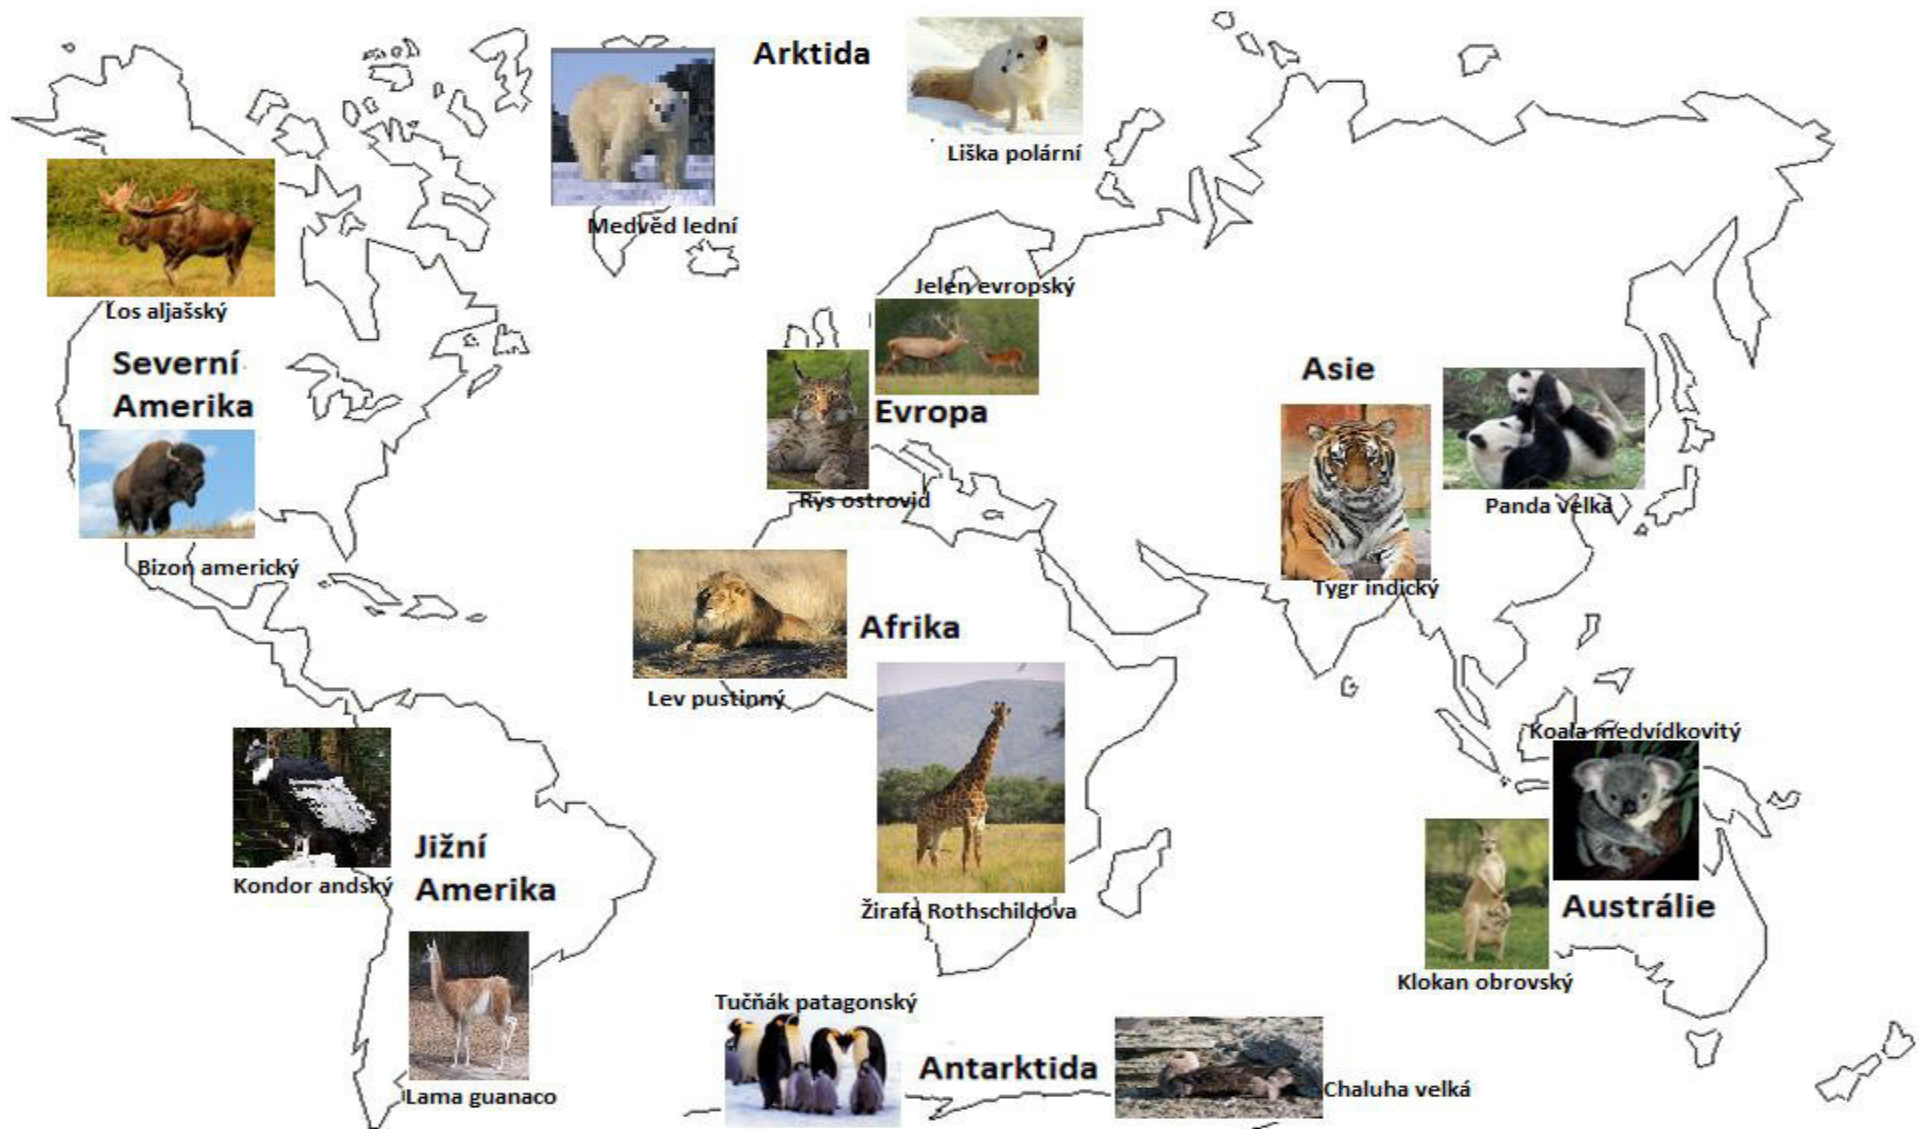 Arktida
Liška polární
Medvěd lední
Jelen evropský
Los aljašský
Severní
Amerika
Asie
Evropa
Rys ostrovid
Panda velká
Bizon americký
Tygr indický
Afrika
Lev pustinný
Koala medvídkovitý
Jižní
Amerika
Kondor andský
Žirafa Rothschildova
Austrálie
Klokan obrovský
Tučňák patagonský
Antarktida
Chaluha velká
Lama guanaco